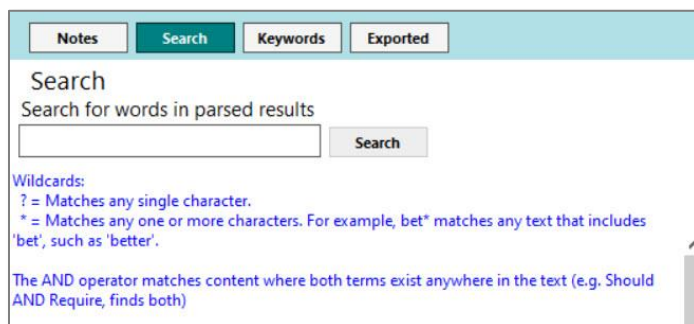 Notes Search Keywords Exported
Search
Search for words in parsed results
Search
Wildcards:
? = Matches any single character.
* = Matches any one or more characters. For example, bet* matches any text that includes
'bet', such as 'better'.
The AND operator matches content where both terms exist anywhere in the text (e.g. Should
AND Require, finds both)